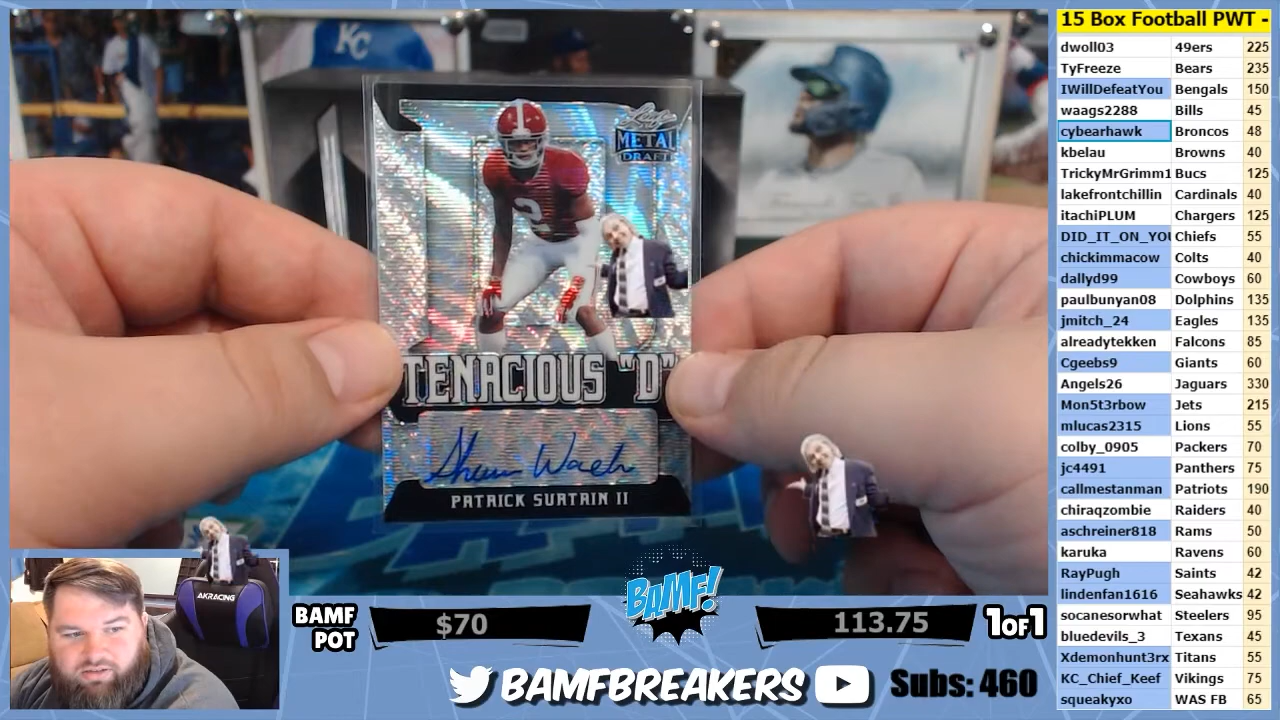 KC
Leaf
METAL
DRAFT
2
TENACIOUS "D"
PATRICK SURTAIN II
AKRACING
BAMF
POT
$70
BAMF!
113.75
1OF1
BAMFBREAKERS
Subs: 460
15 Box Football PWT -
dwoll03 49ers 225
TyFreeze Bears 235
IWillDefeatYou Bengals 150
waags2288 Bills 45
cybearhawk Broncos 48
kbelau Browns 40
TrickyMrGrimm1 Bucs 125
lakefrontchillin Cardinals 40
itachiPLUM Chargers 125
DID_IT_ON_YOU Chiefs 55
chickimmacow Colts 40
dallyd99 Cowboys 60
paulbunyan08 Dolphins 135
jmitch_24 Eagles 135
alreadytekken Falcons 85
Cgeebs9 Giants 60
Angels26 Jaguars 330
Mon5t3rbow Jets 215
mlucas2315 Lions 55
colby_0905 Packers 70
jc4491 Panthers 75
callmestanman Patriots 190
chiraqzombie Raiders 40
aschreiner818 Rams 50
karuka Ravens 60
RayPugh Saints 42
lindenfan1616 Seahawks 42
socanesorwhat Steelers 95
bluedevils_3 Texans 45
Xdemonhunt3rx Titans 55
KC_Chief_Keef Vikings 75
squeakyxo WAS FB 65